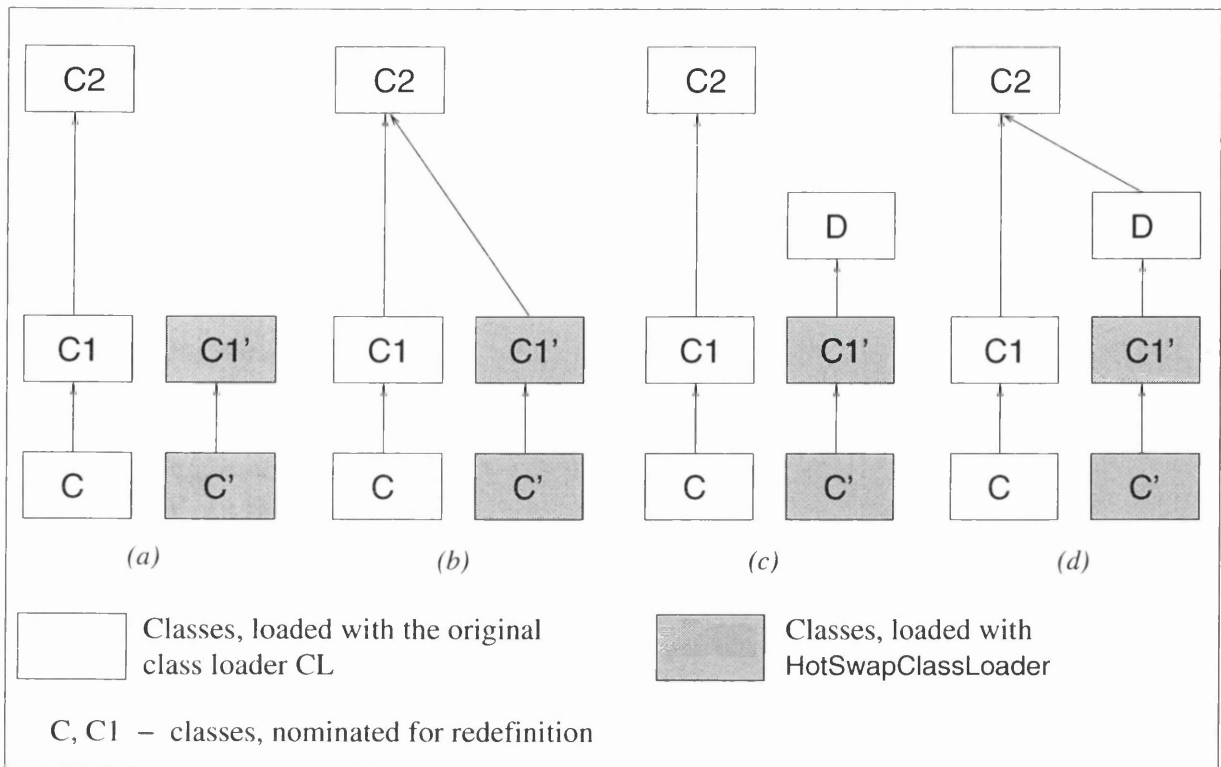 C2 C2 C2 C2
D D
C1 C1' C1 C1' C1 C1' C1 C1'
C C' C C' C C' C C'
(a) (b) (c) (d)
Classes, loaded with the original
class loader CL
Classes, loaded with
HotSwapClassLoader
C, C1 – classes, nominated for redefinition